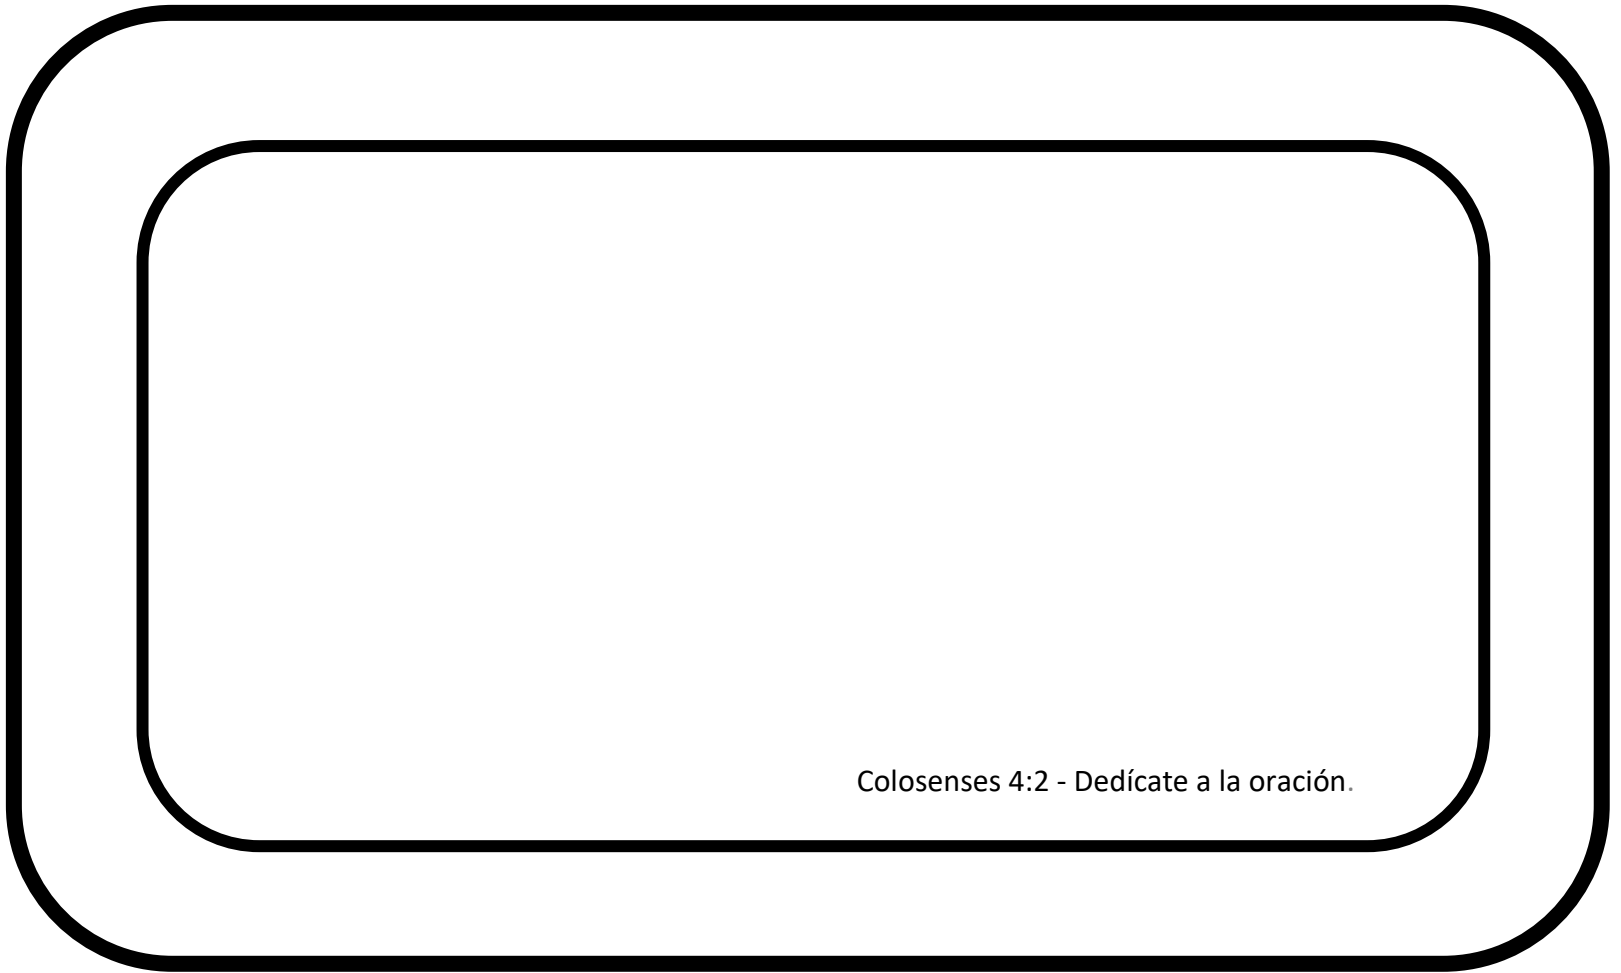 Colosenses 4:2 - Dedícate a la oración.